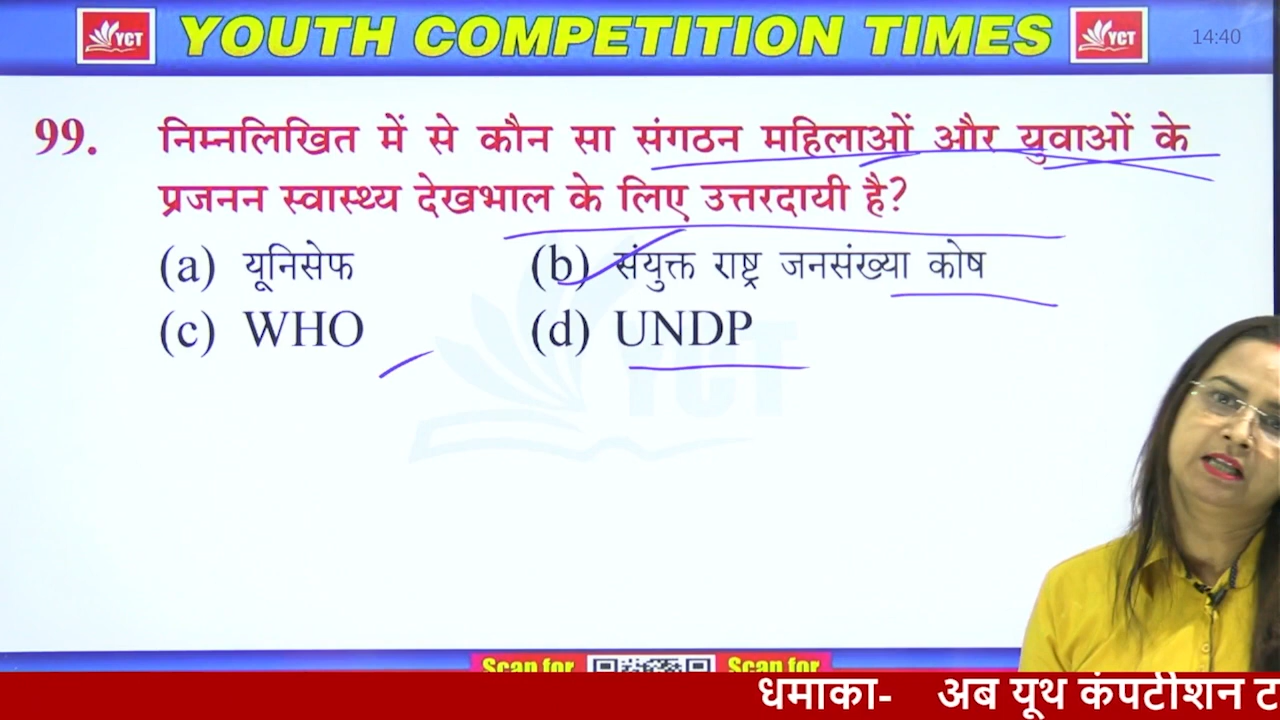 YCT YOUTH COMPETITION TIMES YCT 14:40
99. निम्नलिखित में से कौन सा संगठन महिलाओं और युवाओं के
प्रजनन स्वास्थ्य देखभाल के लिए उत्तरदायी है?
(a) यूनिसेफ (b) संयुक्त राष्ट्र जनसंख्या कोष
(c) WHO (d) UNDP
YCT
Scan for Scan for
धमाका- अब यूथ कंपटीशन ट